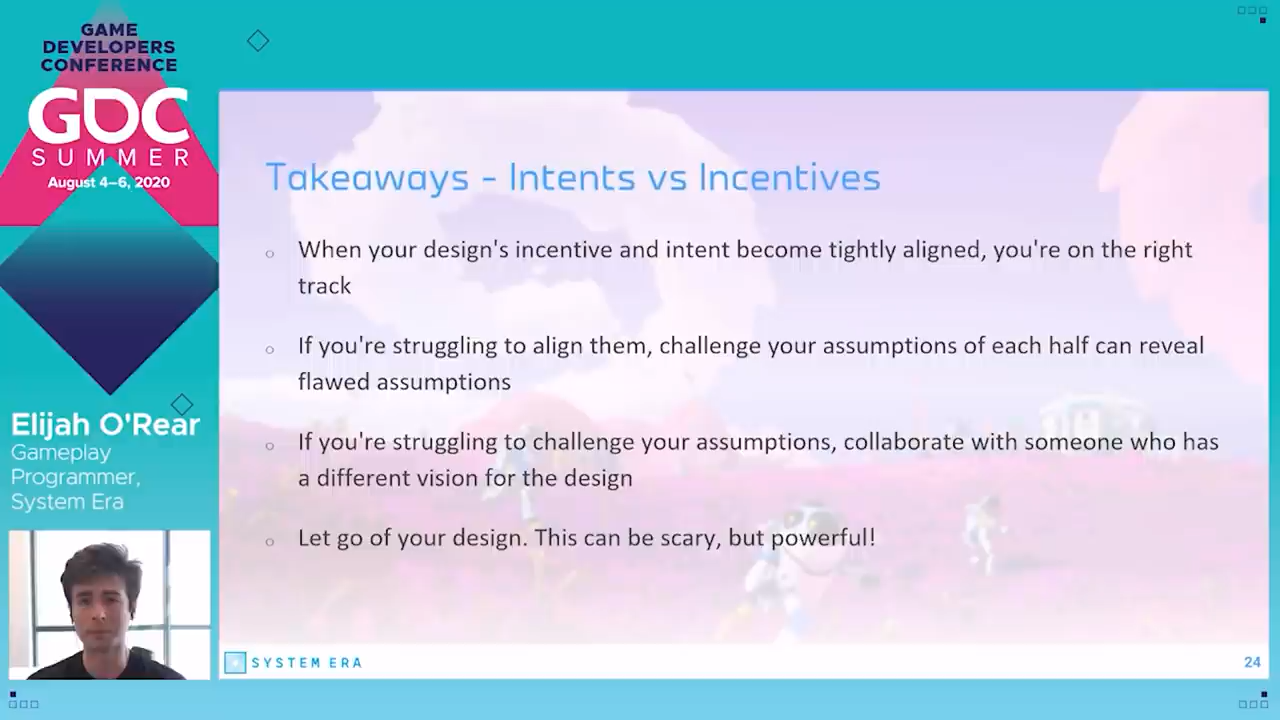 GAME
DEVELOPERS
CONFERENCE
GDC
SUMMER
August 4–6, 2020
Elijah O'Rear
Gameplay
Programmer,
System Era
Takeaways - Intents vs Incentives
When your design's incentive and intent become tightly aligned, you're on the right
track
If you're struggling to align them, challenge your assumptions of each half can reveal
flawed assumptions
If you're struggling to challenge your assumptions, collaborate with someone who has
a different vision for the design
Let go of your design. This can be scary, but powerful!
SYSTEM ERA
24